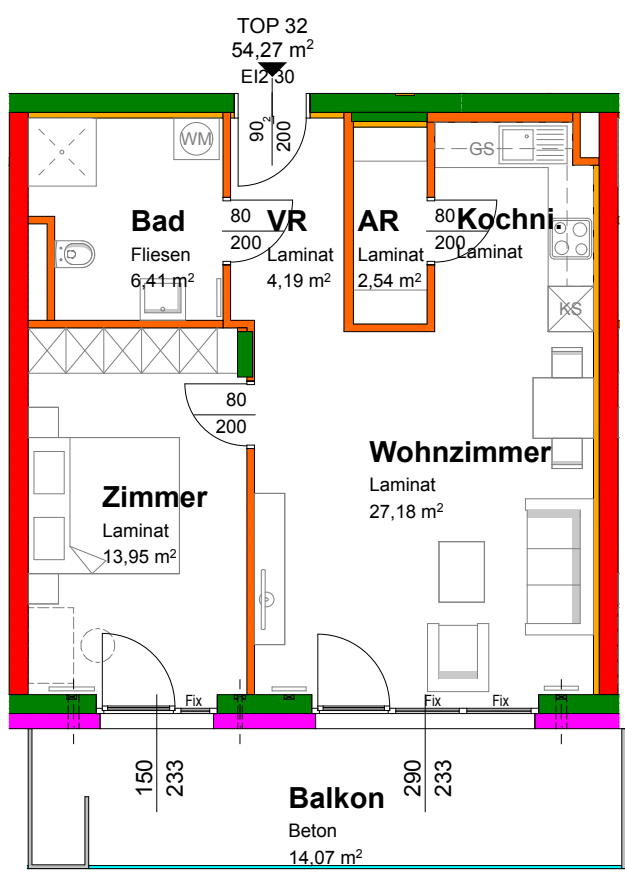 TOP 32
54,27 m²
EI2 30
90 2
200
WM
GS
Bad
Fliesen
6,41 m²
80
200
VR
Laminat
4,19 m²
AR
Laminat
2,54 m²
80
200
Kochni.
Laminat
KS
80
200
Wohnzimmer
Laminat
27,18 m²
Zimmer
Laminat
13,95 m²
Fix
Fix
Fix
150
233
290
233
Balkon
Beton
14,07 m²